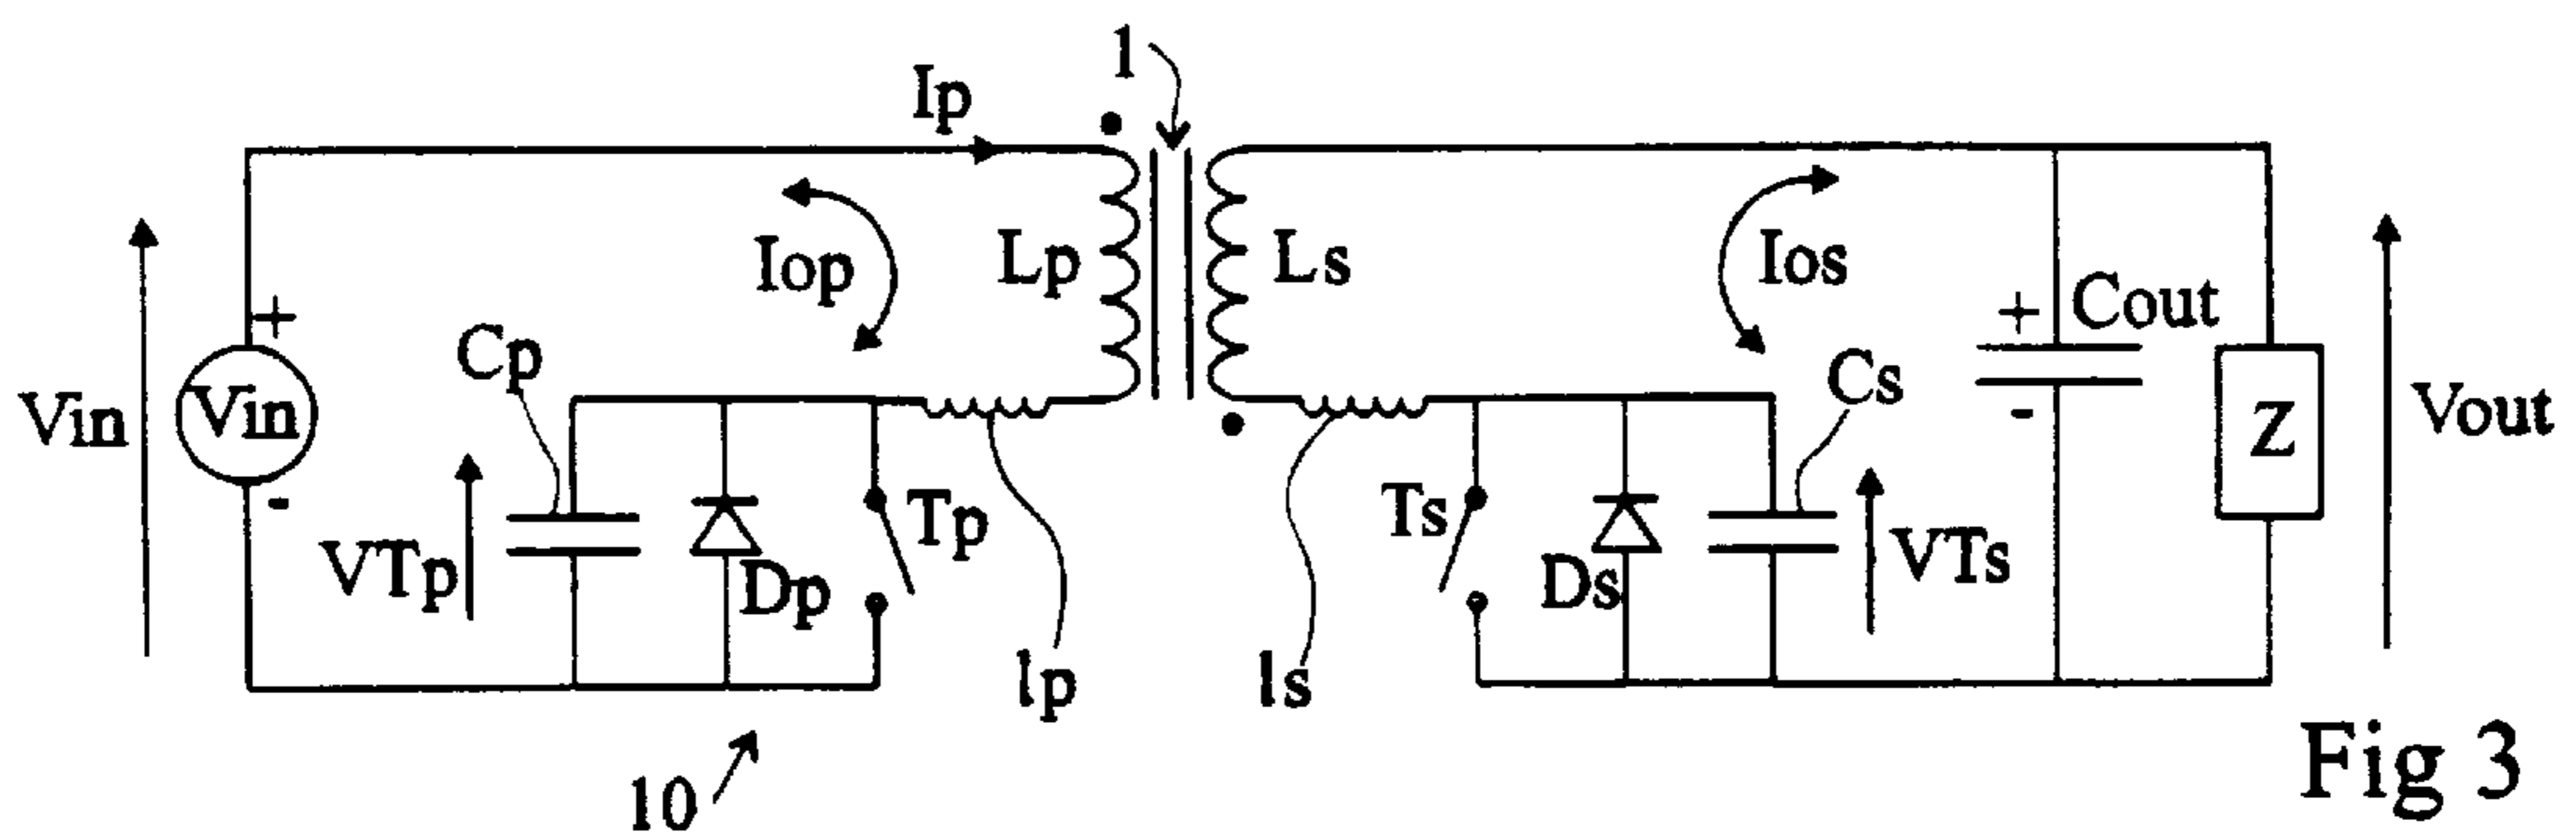 1
Ip
Iop
Lp
Ls
Ios
+
Cp
Cs
+
Cout
Vin
Vin
Z
Vout
-
-
VTp
Dp
Tp
Ts
Ds
VTs
lp
ls
10
Fig 3